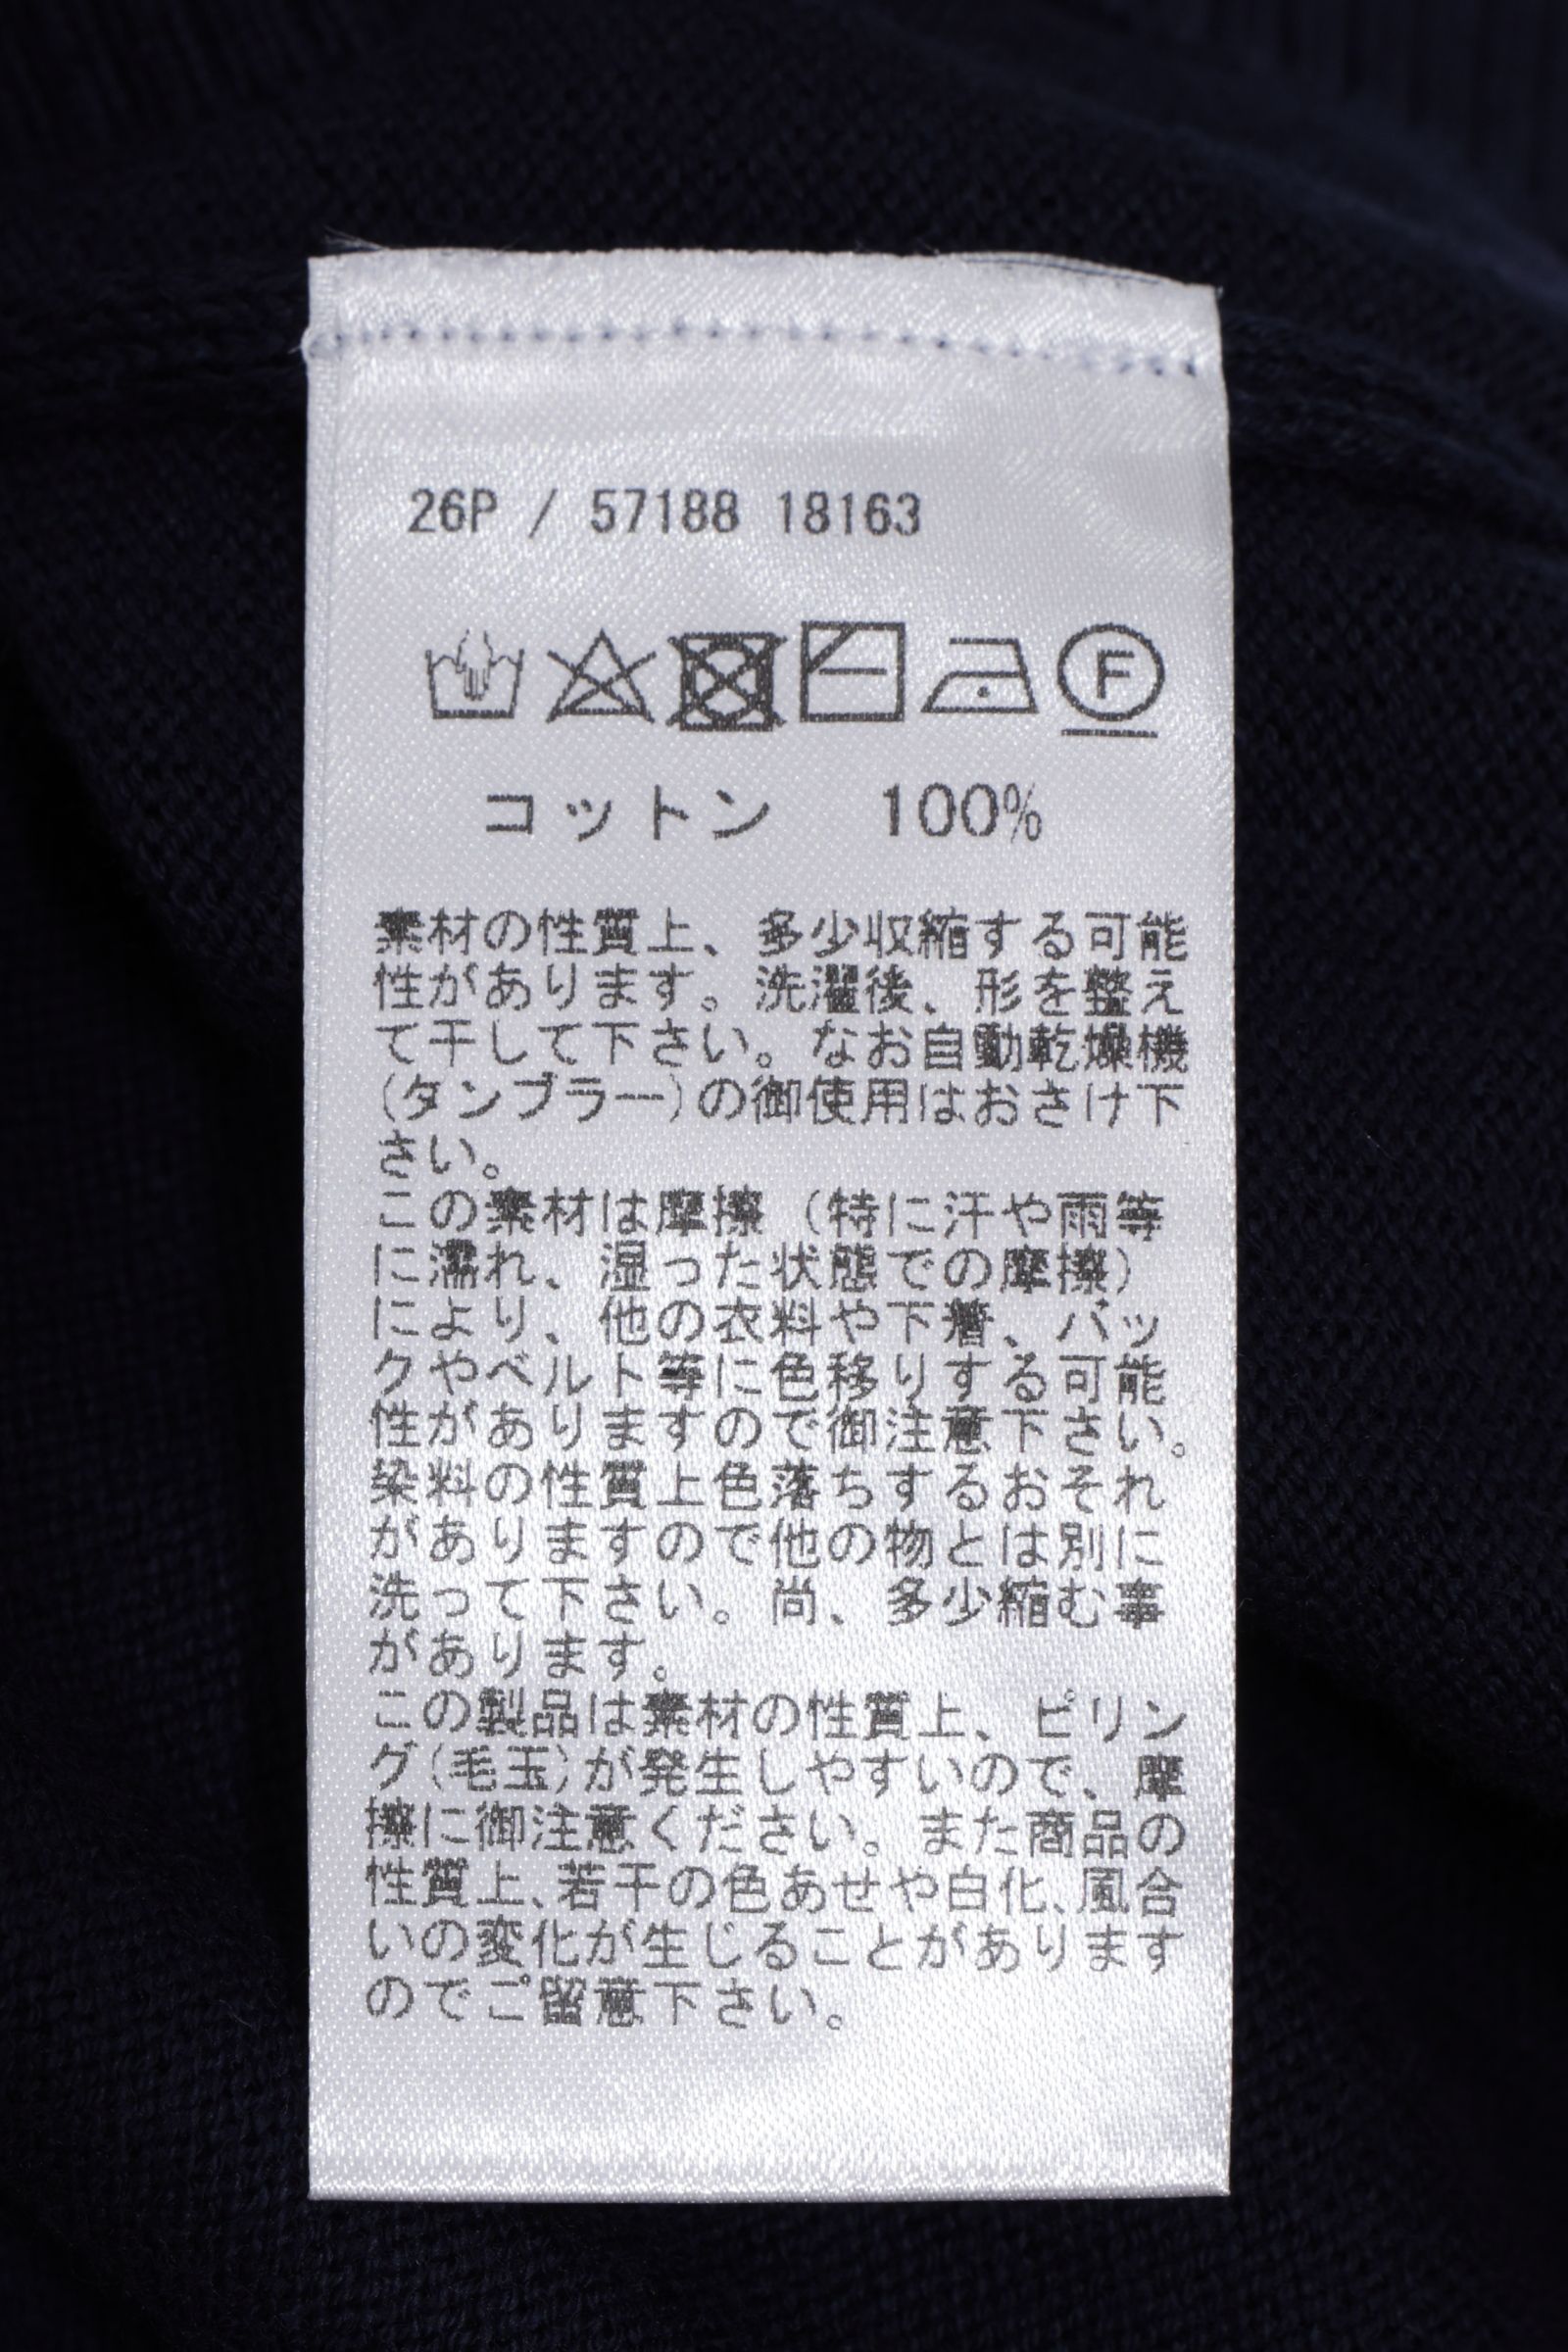 26P / 57188 18163
F
コットン 100%
素材の性質上、多少収縮する可能
性があります。洗濯後、形を整え
て干して下さい。なお自動乾燥機
(タンブラー)の御使用はおさけ下
さい。
この素材は摩擦（特に汗や雨等
に濡れ、湿った状態での摩擦）
により、他の衣料や下着、バッ
クやベルト等に色移りする可能
性がありますので御注意下さい。
染料の性質上色落ちするおそれ
がありますので他の物とは別に
洗って下さい。尚、多少縮む事
があります。
この製品は素材の性質上、ピリン
グ(毛玉)が発生しやすいので、摩
擦に御注意ください。また商品の
性質上、若干の色あせや白化、風合
いの変化が生じることがあります
のでご留意下さい。